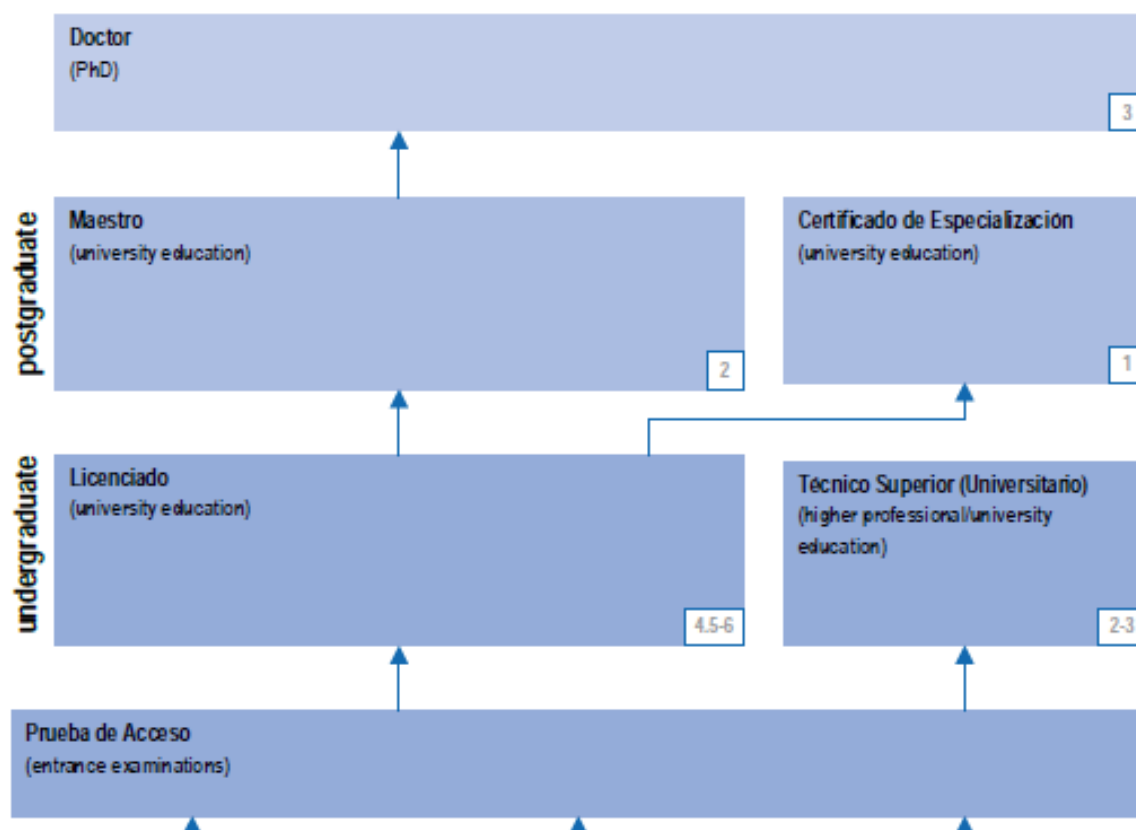 Doctor
(PhD)
3
postgraduate
Maestro
(university education)
2
Certificado de Especialización
(university education)
1
undergraduate
Licenciado
(university education)
4.5-6
Técnico Superior (Universitario)
(higher professional/university
education)
2-3
Prueba de Acceso
(entrance examinations)